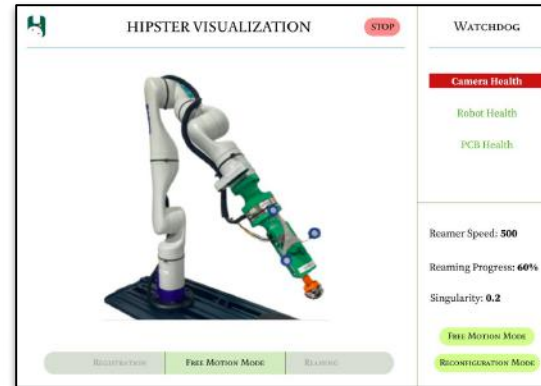 HIPSTER VISUALIZATION
STOP
WATCHDOG
Camera Health
Robot Health
PCB Health
Reamer Speed: 500
Reaming Progress: 60%
Singularity: 0.2
FREE MOTION MODE
RECONFIGURATION MODE
REGISTRATION
FREE MOTION MODE
REAMING